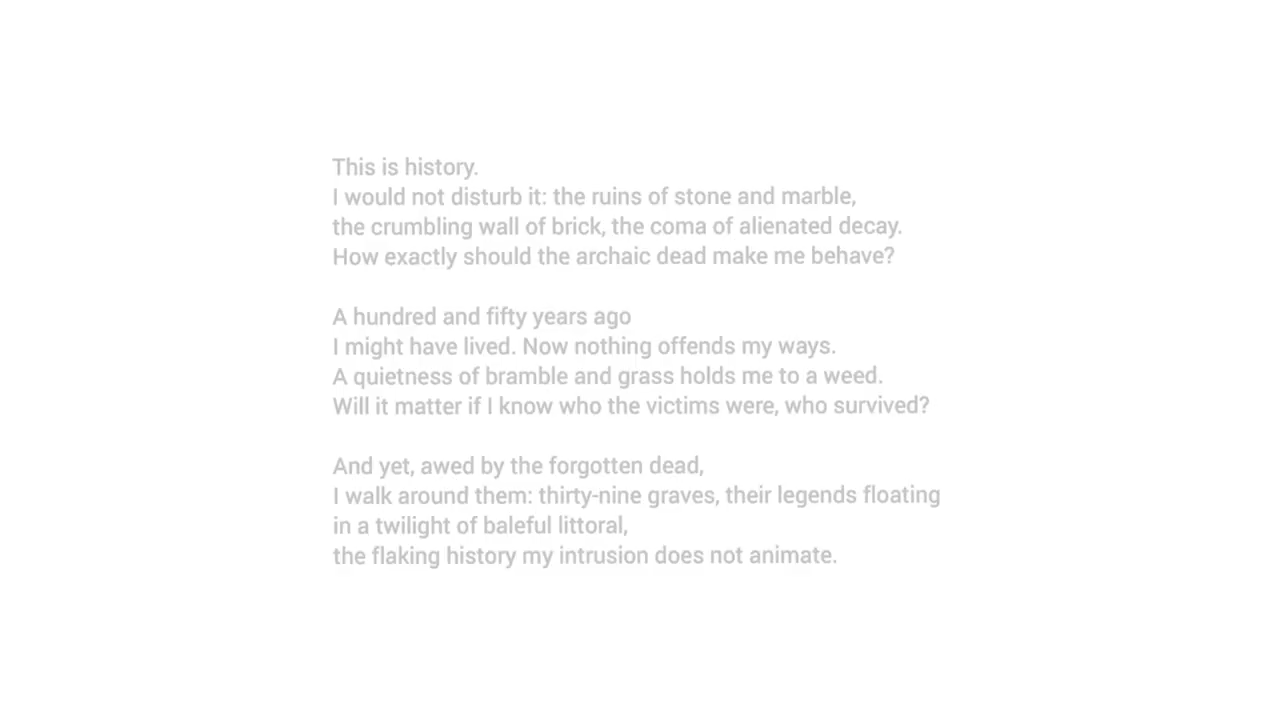 This is history.
I would not disturb it: the ruins of stone and marble,
the crumbling wall of brick, the coma of alienated decay.
How exactly should the archaic dead make me behave?
A hundred and fifty years ago
I might have lived. Now nothing offends my ways.
A quietness of bramble and grass holds me to a weed.
Will it matter if I know who the victims were, who survived?
And yet, awed by the forgotten dead,
I walk around them: thirty-nine graves, their legends floating
in a twilight of baleful littoral,
the flaking history my intrusion does not animate.